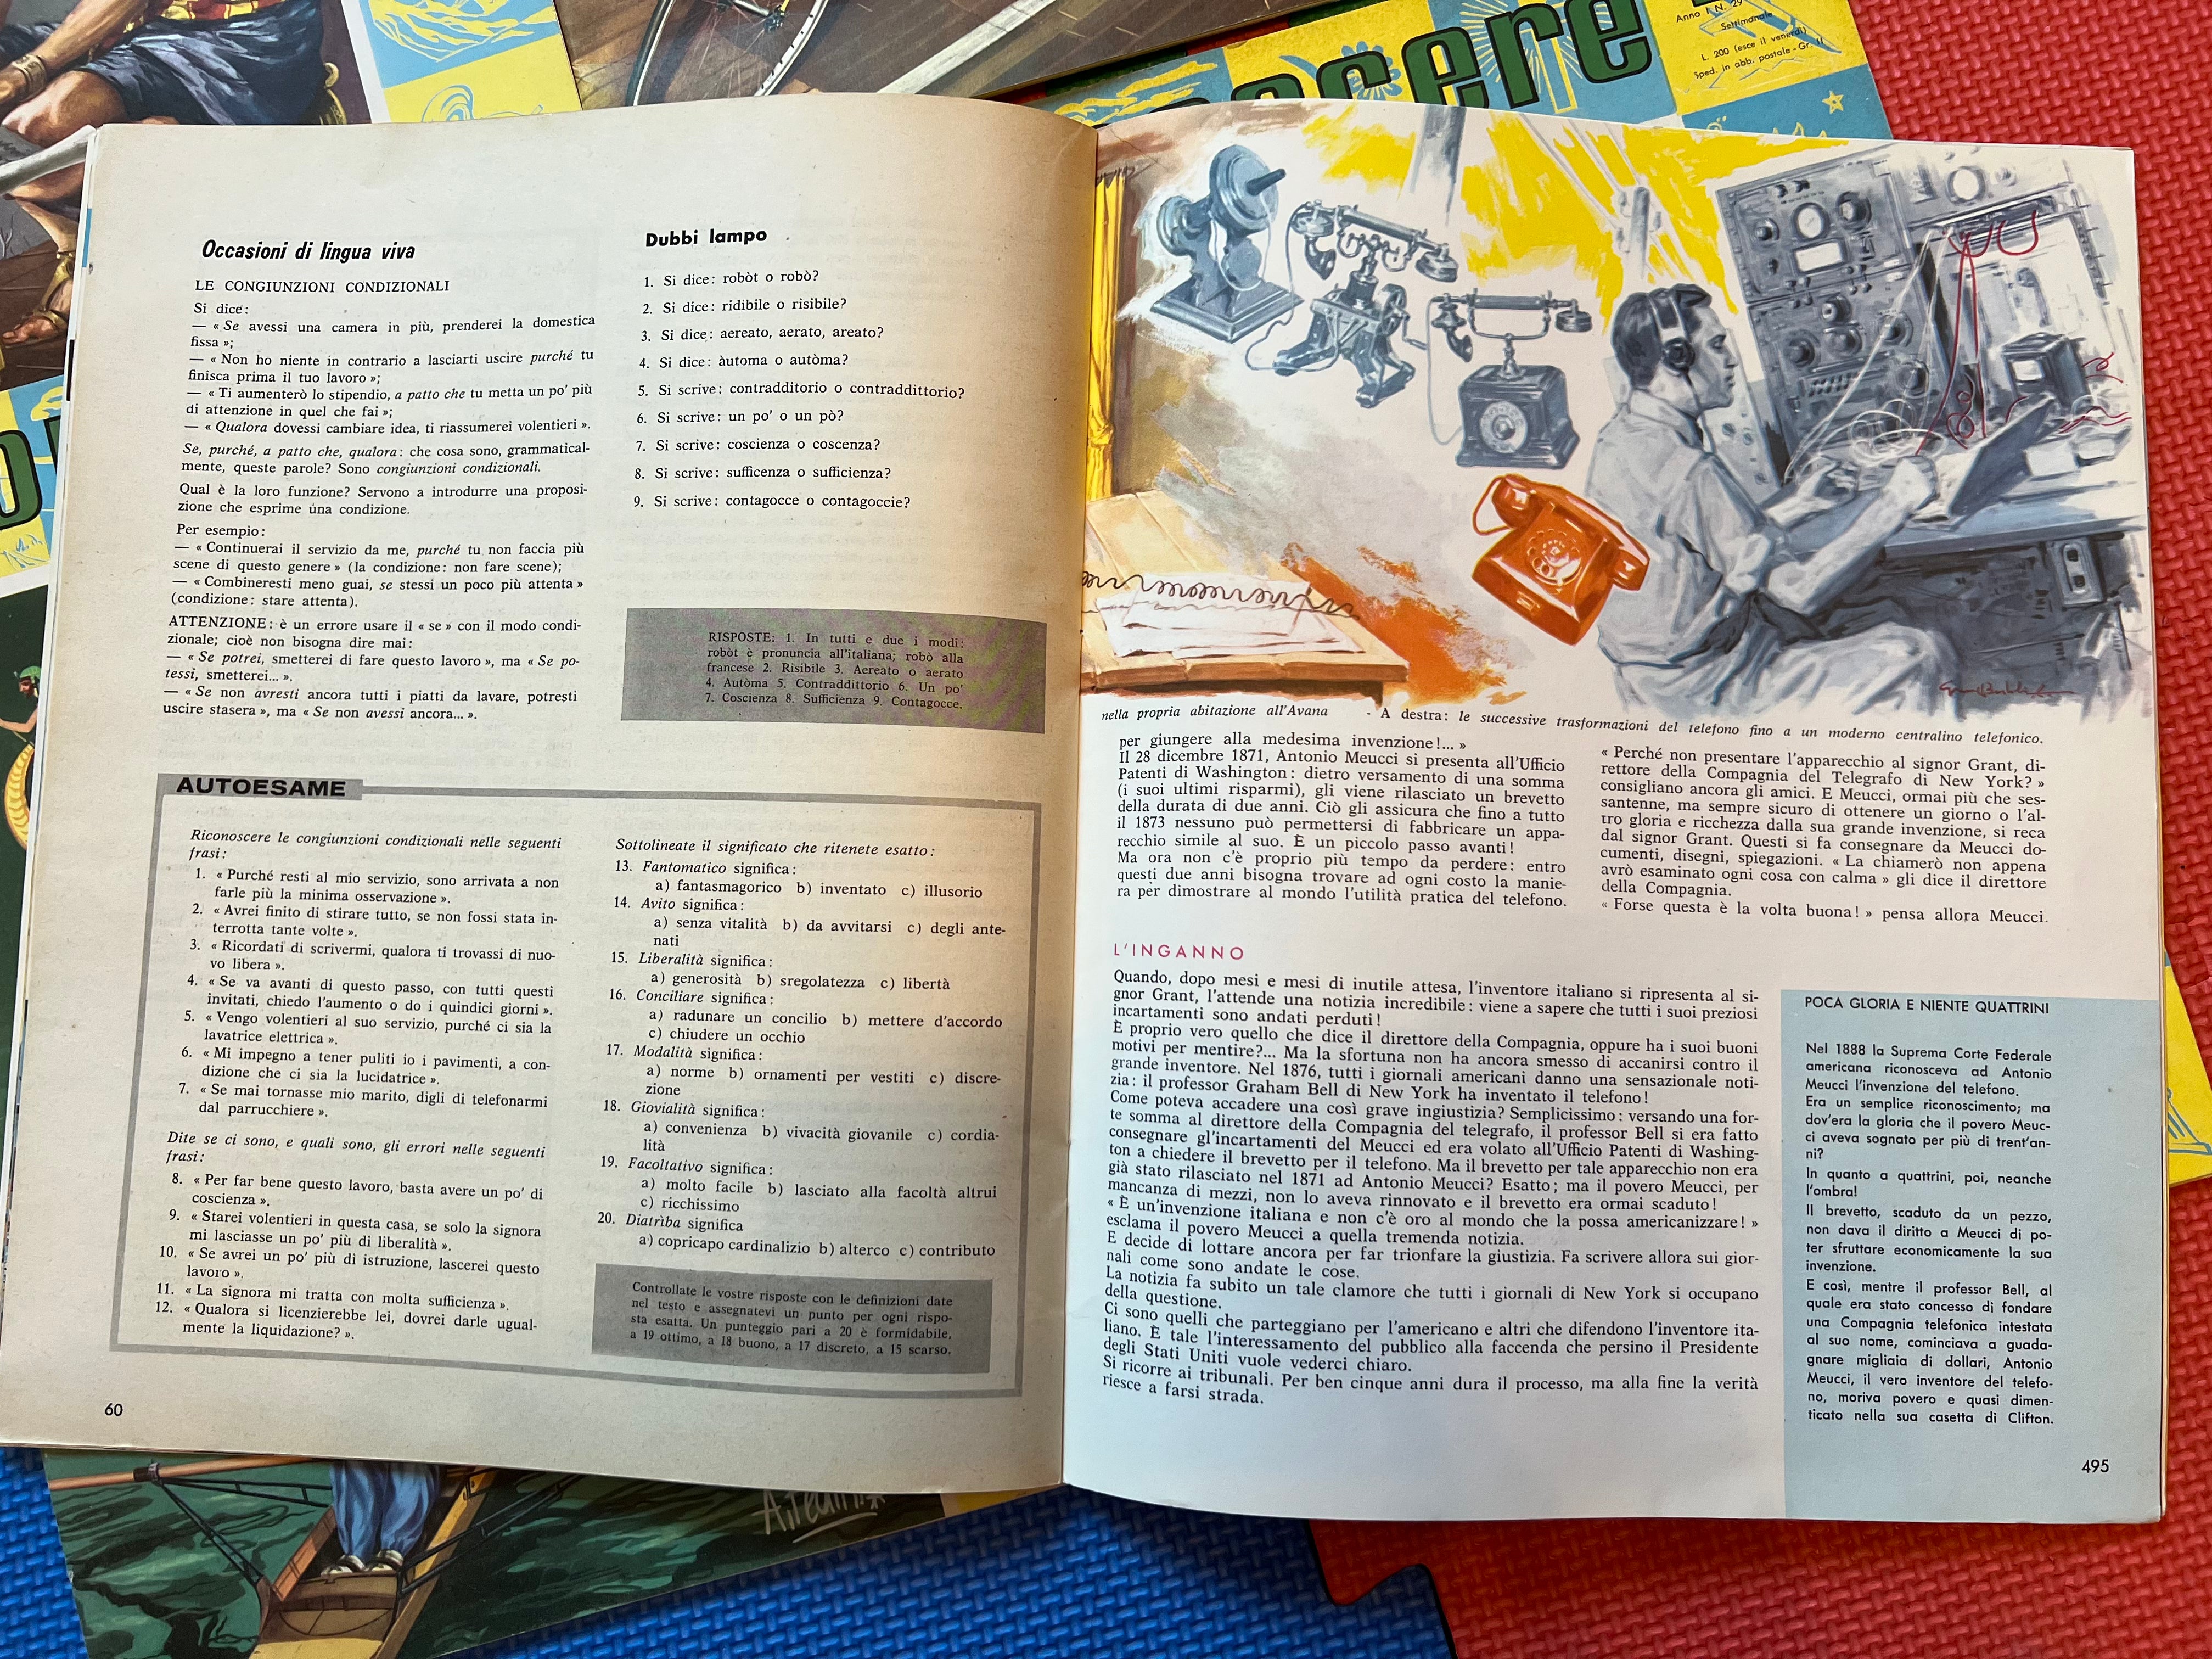 Anno 1 N. 29
Settimanale
L. 200 (esce il venerdì)
Sped. in abb. postale - Gr. II
Occasioni di lingua viva
LE CONGIUNZIONI CONDIZIONALI
Si dice:
— « Se avessi una camera in più, prenderei la domestica
fissa »;
— « Non ho niente in contrario a lasciarti uscire purché tu
finisca prima il tuo lavoro »;
— « Ti aumenterò lo stipendio, a patto che tu metta un po' più
di attenzione in quel che fai »;
— « Qualora dovessi cambiare idea, ti riassumerei volentieri ».
Se, purché, a patto che, qualora: che cosa sono, grammatical-
mente, queste parole? Sono congiunzioni condizionali.
Qual è la loro funzione? Servono a introdurre una proposi-
zione che esprime una condizione.
Per esempio:
— « Continuerai il servizio da me, purché tu non faccia più
scene di questo genere » (la condizione: non fare scene);
— « Combineresti meno guai, se stessi un poco più attenta »
(condizione: stare attenta).
ATTENZIONE: è un errore usare il « se » con il modo condi-
zionale; cioè non bisogna dire mai:
— « Se potrei, smetterei di fare questo lavoro », ma « Se po-
tessi, smetterei... ».
— « Se non avresti ancora tutti i piatti da lavare, potresti
uscire stasera », ma « Se non avessi ancora... ».
Dubbi lampo
1. Si dice: robòt o robò?
2. Si dice: ridibile o risibile?
3. Si dice: aereato, aerato, areato?
4. Si dice: àutoma o autòma?
5. Si scrive: contradditorio o contraddittorio?
6. Si scrive: un po' o un pò?
7. Si scrive: coscienza o coscenza?
8. Si scrive: sufficenza o sufficienza?
9. Si scrive: contagocce o contagoccie?
RISPOSTE: 1. In tutti e due i modi:
robòt è pronuncia all'italiana; robò alla
francese 2. Risibile 3. Aereato o aerato
4. Autòma 5. Contraddittorio 6. Un po'
7. Coscienza 8. Sufficienza 9. Contagocce.
AUTOESAME
Riconoscere le congiunzioni condizionali nelle seguenti
frasi:
1. « Purché resti al mio servizio, sono arrivata a non
farle più la minima osservazione ».
2. « Avrei finito di stirare tutto, se non fossi stata in-
terrotta tante volte ».
3. « Ricordati di scrivermi, qualora ti trovassi di nuo-
vo libera ».
4. « Se va avanti di questo passo, con tutti questi
invitati, chiedo l'aumento o do i quindici giorni ».
5. « Vengo volentieri al suo servizio, purché ci sia la
lavatrice elettrica ».
6. « Mi impegno a tener puliti io i pavimenti, a con-
dizione che ci sia la lucidatrice ».
7. « Se mai tornasse mio marito, digli di telefonarmi
dal parrucchiere ».
Dite se ci sono, e quali sono, gli errori nelle seguenti
frasi:
8. « Per far bene questo lavoro, basta avere un po' di
coscienza ».
9. « Starei volentieri in questa casa, se solo la signora
mi lasciasse un po' più di liberalità ».
10. « Se avrei un po' più di istruzione, lascerei questo
lavoro ».
11. « La signora mi tratta con molta sufficienza ».
12. « Qualora si licenzierebbe lei, dovrei darle ugual-
mente la liquidazione? ».
Sottolineate il significato che ritenete esatto:
13. Fantomatico significa:
a) fantasmagorico b) inventato c) illusorio
14. Avito significa:
a) senza vitalità b) da avvitarsi c) degli ante-
nati
15. Liberalità significa:
a) generosità b) sregolatezza c) libertà
16. Conciliare significa:
a) radunare un concilio b) mettere d'accordo
c) chiudere un occhio
17. Modalità significa:
a) norme b) ornamenti per vestiti c) discre-
zione
18. Giovialità significa:
a) convenienza b) vivacità giovanile c) cordia-
lità
19. Facoltativo significa:
a) molto facile b) lasciato alla facoltà altrui
c) ricchissimo
20. Diatrìba significa
a) copricapo cardinalizio b) alterco c) contributo
Controllate le vostre risposte con le definizioni date
nel testo e assegnatevi un punto per ogni rispo-
sta esatta. Un punteggio pari a 20 è formidabile,
a 19 ottimo, a 18 buono, a 17 discreto, a 15 scarso.
60
nella propria abitazione all'Avana - A destra: le successive trasformazioni del telefono fino a un moderno centralino telefonico.
per giungere alla medesima invenzione!... »
Il 28 dicembre 1871, Antonio Meucci si presenta all'Ufficio
Patenti di Washington: dietro versamento di una somma
(i suoi ultimi risparmi), gli viene rilasciato un brevetto
della durata di due anni. Ciò gli assicura che fino a tutto
il 1873 nessuno può permettersi di fabbricare un appa-
recchio simile al suo. È un piccolo passo avanti!
Ma ora non c'è proprio più tempo da perdere: entro
questi due anni bisogna trovare ad ogni costo la manie-
ra per dimostrare al mondo l'utilità pratica del telefono.
« Perché non presentare l'apparecchio al signor Grant, di-
rettore della Compagnia del Telegrafo di New York? »
consigliano ancora gli amici. E Meucci, ormai più che ses-
santenne, ma sempre sicuro di ottenere un giorno o l'al-
tro gloria e ricchezza dalla sua grande invenzione, si reca
dal signor Grant. Questi si fa consegnare da Meucci do-
cumenti, disegni, spiegazioni. « La chiamerò non appena
avrò esaminato ogni cosa con calma » gli dice il direttore
della Compagnia.
« Forse questa è la volta buona! » pensa allora Meucci.
L'INGANNO
Quando, dopo mesi e mesi di inutile attesa, l'inventore italiano si ripresenta al si-
gnor Grant, l'attende una notizia incredibile: viene a sapere che tutti i suoi preziosi
incartamenti sono andati perduti!
È proprio vero quello che dice il direttore della Compagnia, oppure ha i suoi buoni
motivi per mentire?... Ma la sfortuna non ha ancora smesso di accanirsi contro il
grande inventore. Nel 1876, tutti i giornali americani danno una sensazionale noti-
zia: il professor Graham Bell di New York ha inventato il telefono!
Come poteva accadere una così grave ingiustizia? Semplicissimo: versando una for-
te somma al direttore della Compagnia del telegrafo, il professor Bell si era fatto
consegnare gl'incartamenti del Meucci ed era volato all'Ufficio Patenti di Washing-
ton a chiedere il brevetto per il telefono. Ma il brevetto per tale apparecchio non era
già stato rilasciato nel 1871 ad Antonio Meucci? Esatto; ma il povero Meucci, per
mancanza di mezzi, non lo aveva rinnovato e il brevetto era ormai scaduto!
« È un'invenzione italiana e non c'è oro al mondo che la possa americanizzare! »
esclama il povero Meucci a quella tremenda notizia.
E decide di lottare ancora per far trionfare la giustizia. Fa scrivere allora sui gior-
nali come sono andate le cose.
La notizia fa subito un tale clamore che tutti i giornali di New York si occupano
della questione.
Ci sono quelli che parteggiano per l'americano e altri che difendono l'inventore ita-
liano. È tale l'interessamento del pubblico alla faccenda che persino il Presidente
degli Stati Uniti vuole vederci chiaro.
Si ricorre ai tribunali. Per ben cinque anni dura il processo, ma alla fine la verità
riesce a farsi strada.
POCA GLORIA E NIENTE QUATTRINI
Nel 1888 la Suprema Corte Federale
americana riconosceva ad Antonio
Meucci l'invenzione del telefono.
Era un semplice riconoscimento; ma
dov'era la gloria che il povero Meuc-
ci aveva sognato per più di trent'an-
ni?
In quanto a quattrini, poi, neanche
l'ombra!
Il brevetto, scaduto da un pezzo,
non dava il diritto a Meucci di po-
ter sfruttare economicamente la sua
invenzione.
E così, mentre il professor Bell, al
quale era stato concesso di fondare
una Compagnia telefonica intestata
al suo nome, cominciava a guada-
gnare migliaia di dollari, Antonio
Meucci, il vero inventore del telefo-
no, moriva povero e quasi dimen-
ticato nella sua casetta di Clifton.
495